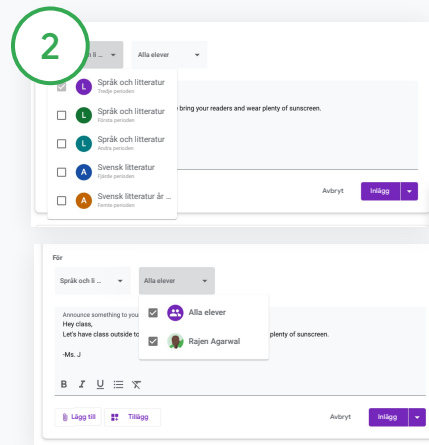 2
li ...
Alla elever
L Språk och litteratur
Tredje perioden
bring your readers and wear plenty of sunscreen.
L Språk och litteratur
Första perioden
L Språk och litteratur
Andra perioden
A Svensk litteratur
Fjärde perioden
A Svensk litteratur år ...
Femte perioden
Avbryt Inlägg
För
Språk och li ... Alla elever
Announce something to you
Alla elever
Hey class,
Let's have class outside to
plenty of sunscreen.
Rajen Agarwal
-Ms. J
B I U
Lägg till Tillägg Avbryt Inlägg